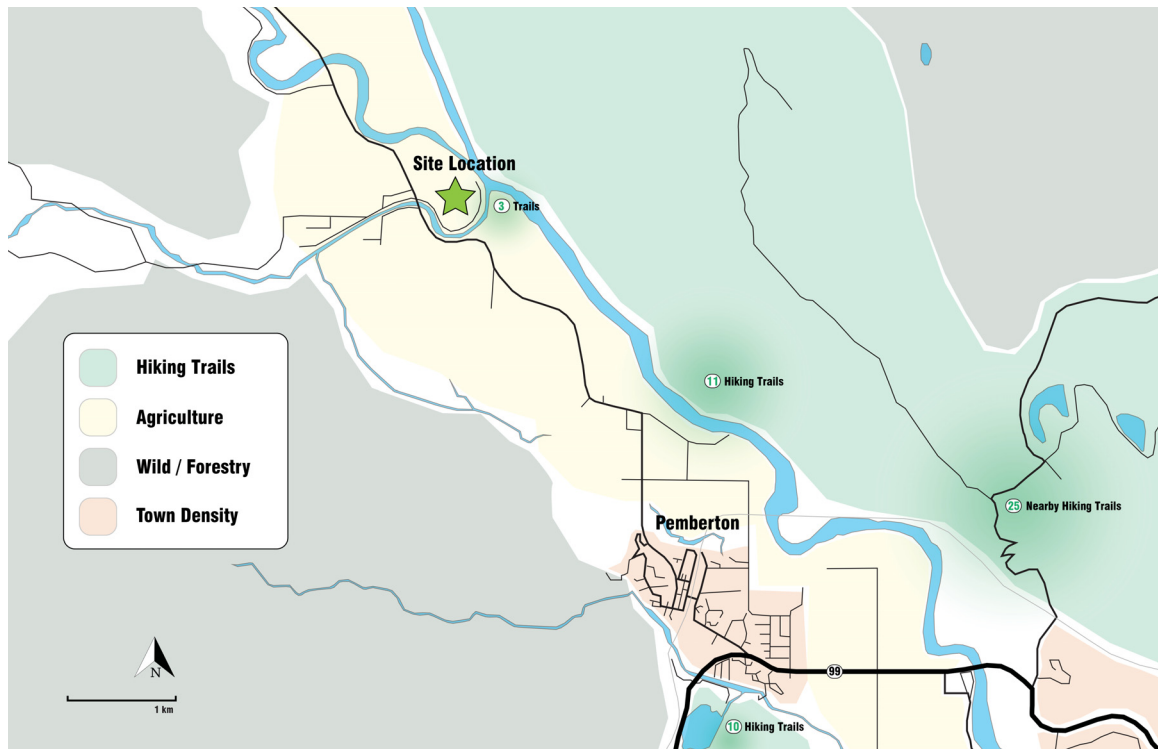 Site Location
3 Trails
11 Hiking Trails
Hiking Trails
Agriculture
Wild / Forestry
Town Density
25 Nearby Hiking Trails
Pemberton
N
1 km
99
10 Hiking Trails